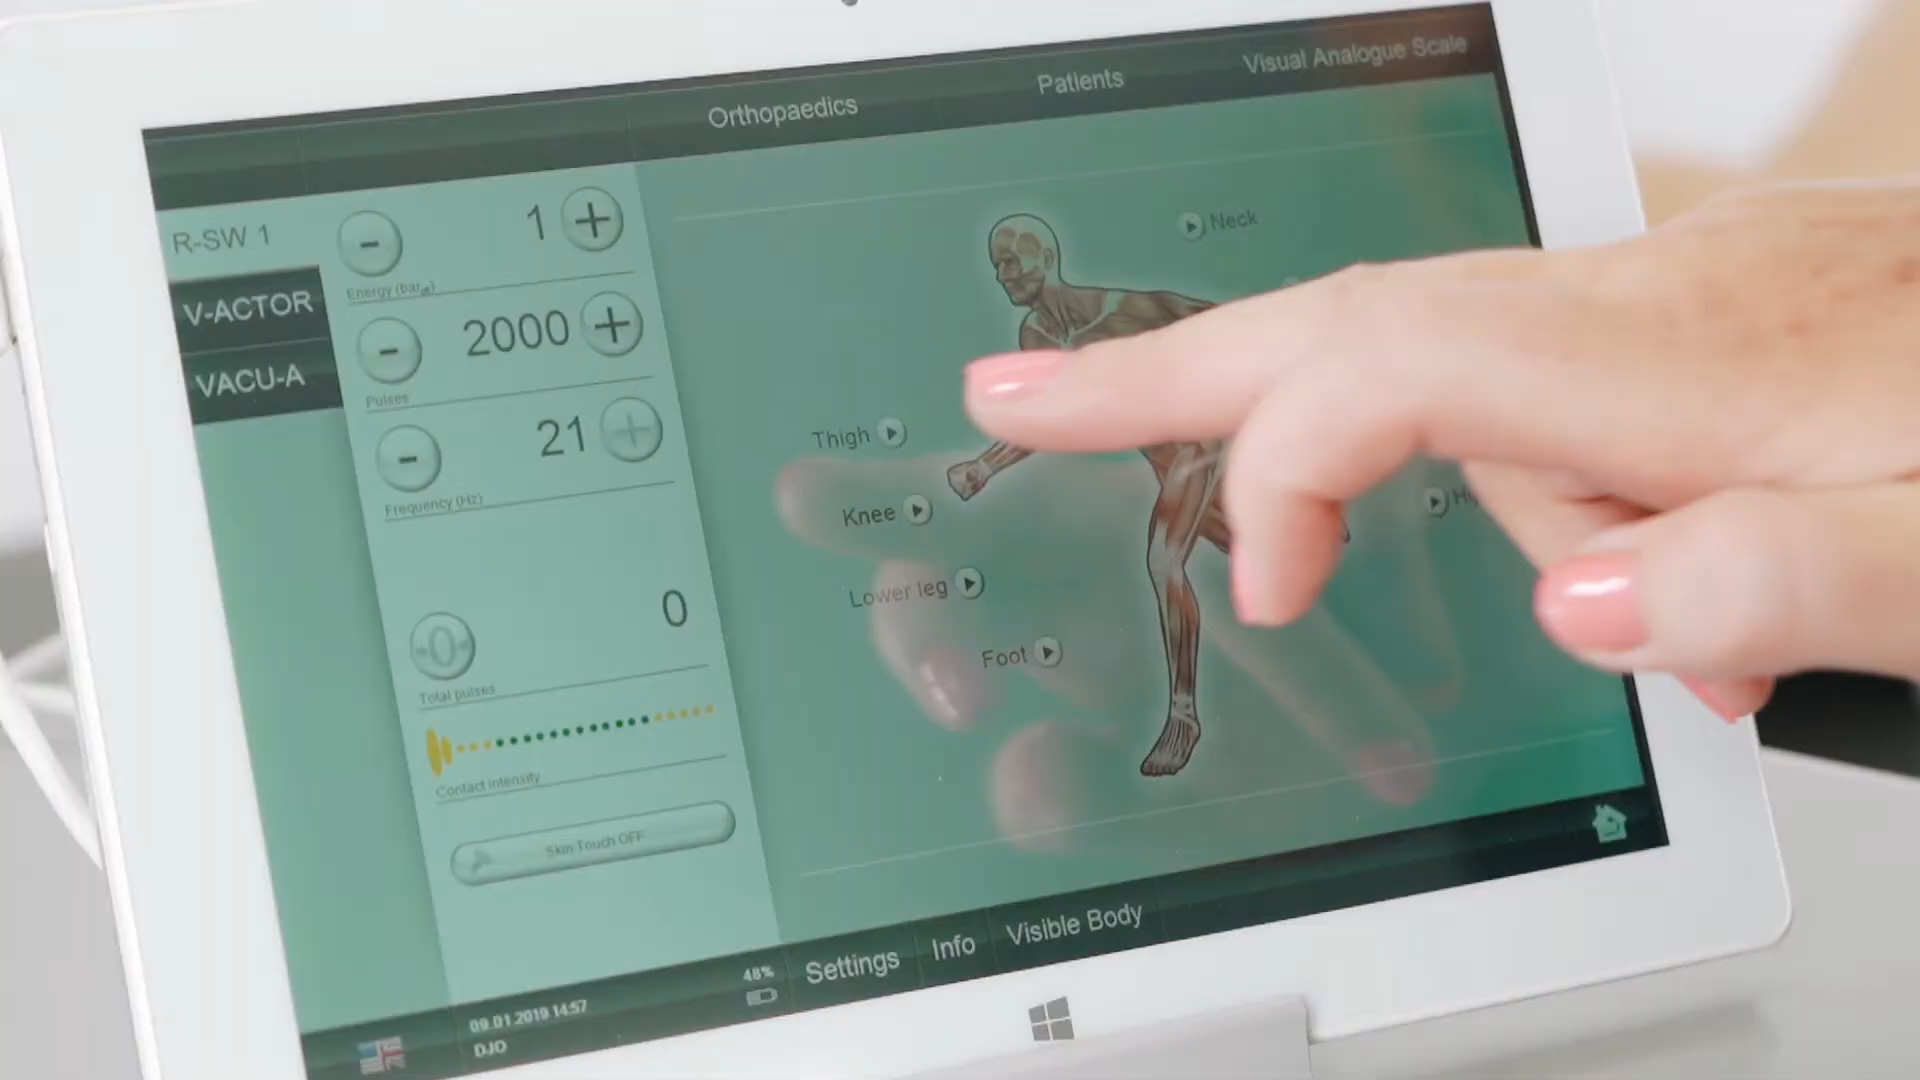 Orthopaedics
Patients
Visual Analogue Scale
R-SW 1
V-ACTOR
VACU-A
- 1 +
Energy (bar
- 2000 +
Pulses
- 21 +
Frequency (Hz)
-0- 0
Total pulses
Contact intensity
Skin Touch OFF
Neck
Thigh
Knee
Lower leg
Foot
48%
Settings
Info
Visible Body
09.01.2019 14:57
DJO